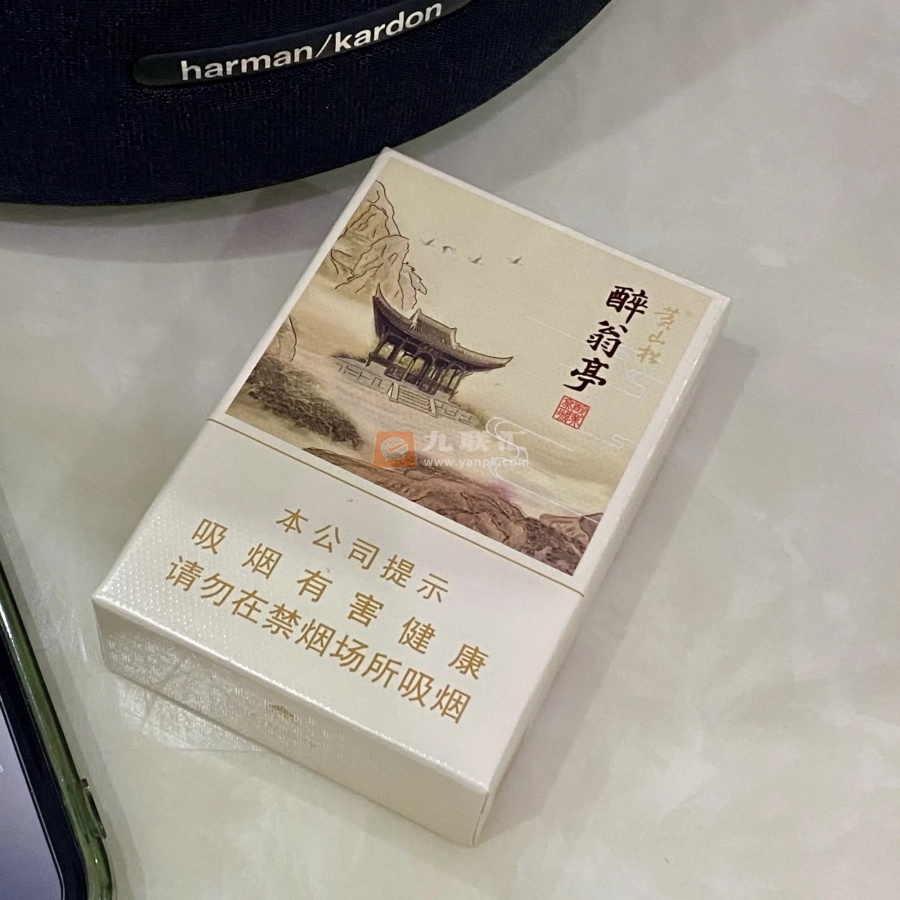 harman/kardon
黄山松
醉翁亭
九联汇
www.yanpk.com
本公司提示
吸烟有害健康
请勿在禁烟场所吸烟